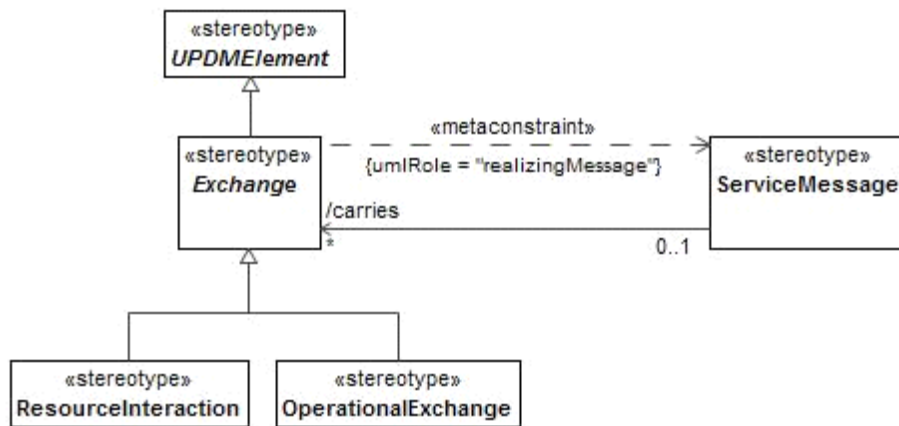 «stereotype»
UPDMElement
«metaconstraint»
«stereotype»
Exchange
{umlRole = "realizingMessage"}
«stereotype»
ServiceMessage
/carries
*
0..1
«stereotype»
ResourceInteraction
«stereotype»
OperationalExchange